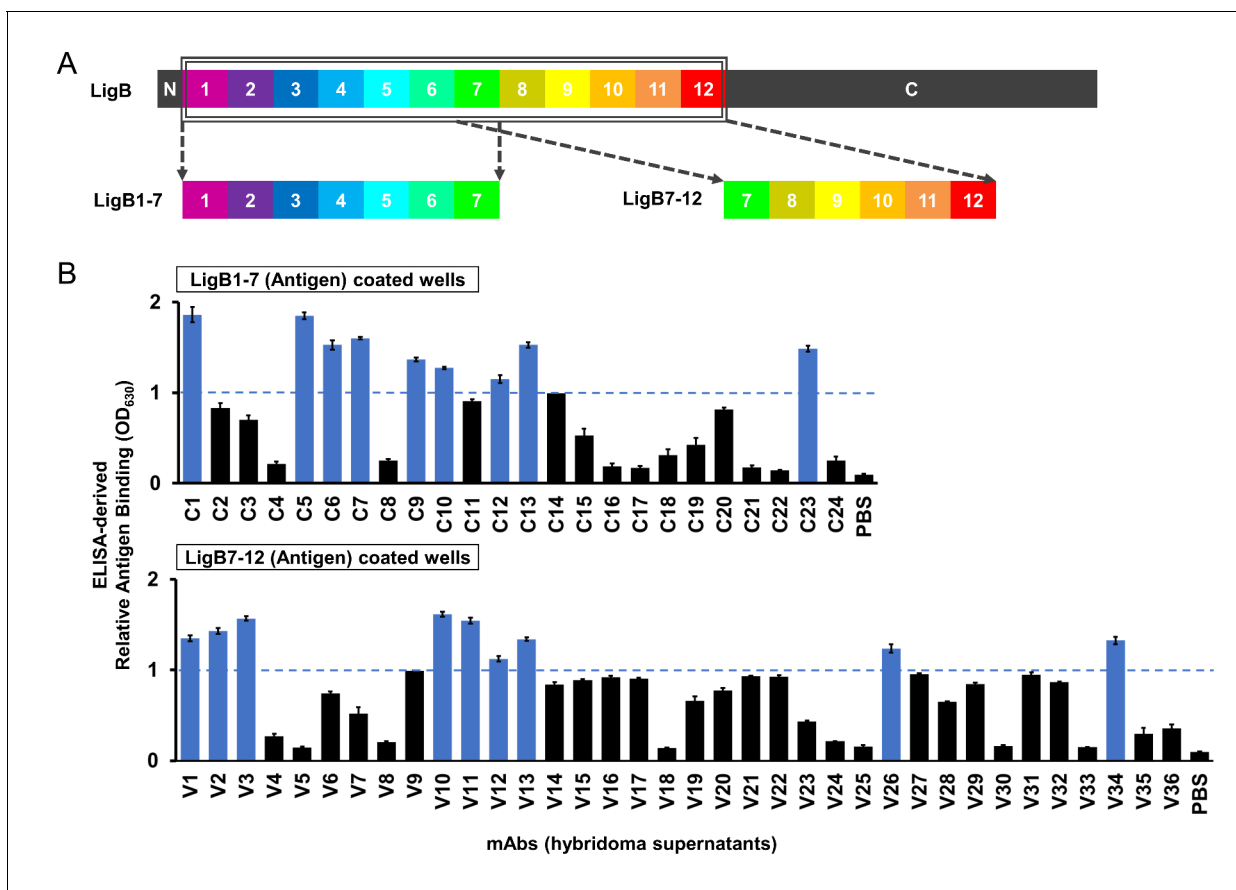 A
LigB N 1 2 3 4 5 6 7 8 9 10 11 12 C
LigB1-7 1 2 3 4 5 6 7
LigB7-12 7 8 9 10 11 12
B
LigB1-7 (Antigen) coated wells
ELISA-derived
Relative Antigen Binding (OD630)
2
1
0
C1 C2 C3 C4 C5 C6 C7 C8 C9 C10 C11 C12 C13 C14 C15 C16 C17 C18 C19 C20 C21 C22 C23 C24 PBS
LigB7-12 (Antigen) coated wells
2
1
0
V1 V2 V3 V4 V5 V6 V7 V8 V9 V10 V11 V12 V13 V14 V15 V16 V17 V18 V19 V20 V21 V22 V23 V24 V25 V26 V27 V28 V29 V30 V31 V32 V33 V34 V35 V36 PBS
mAbs (hybridoma supernatants)